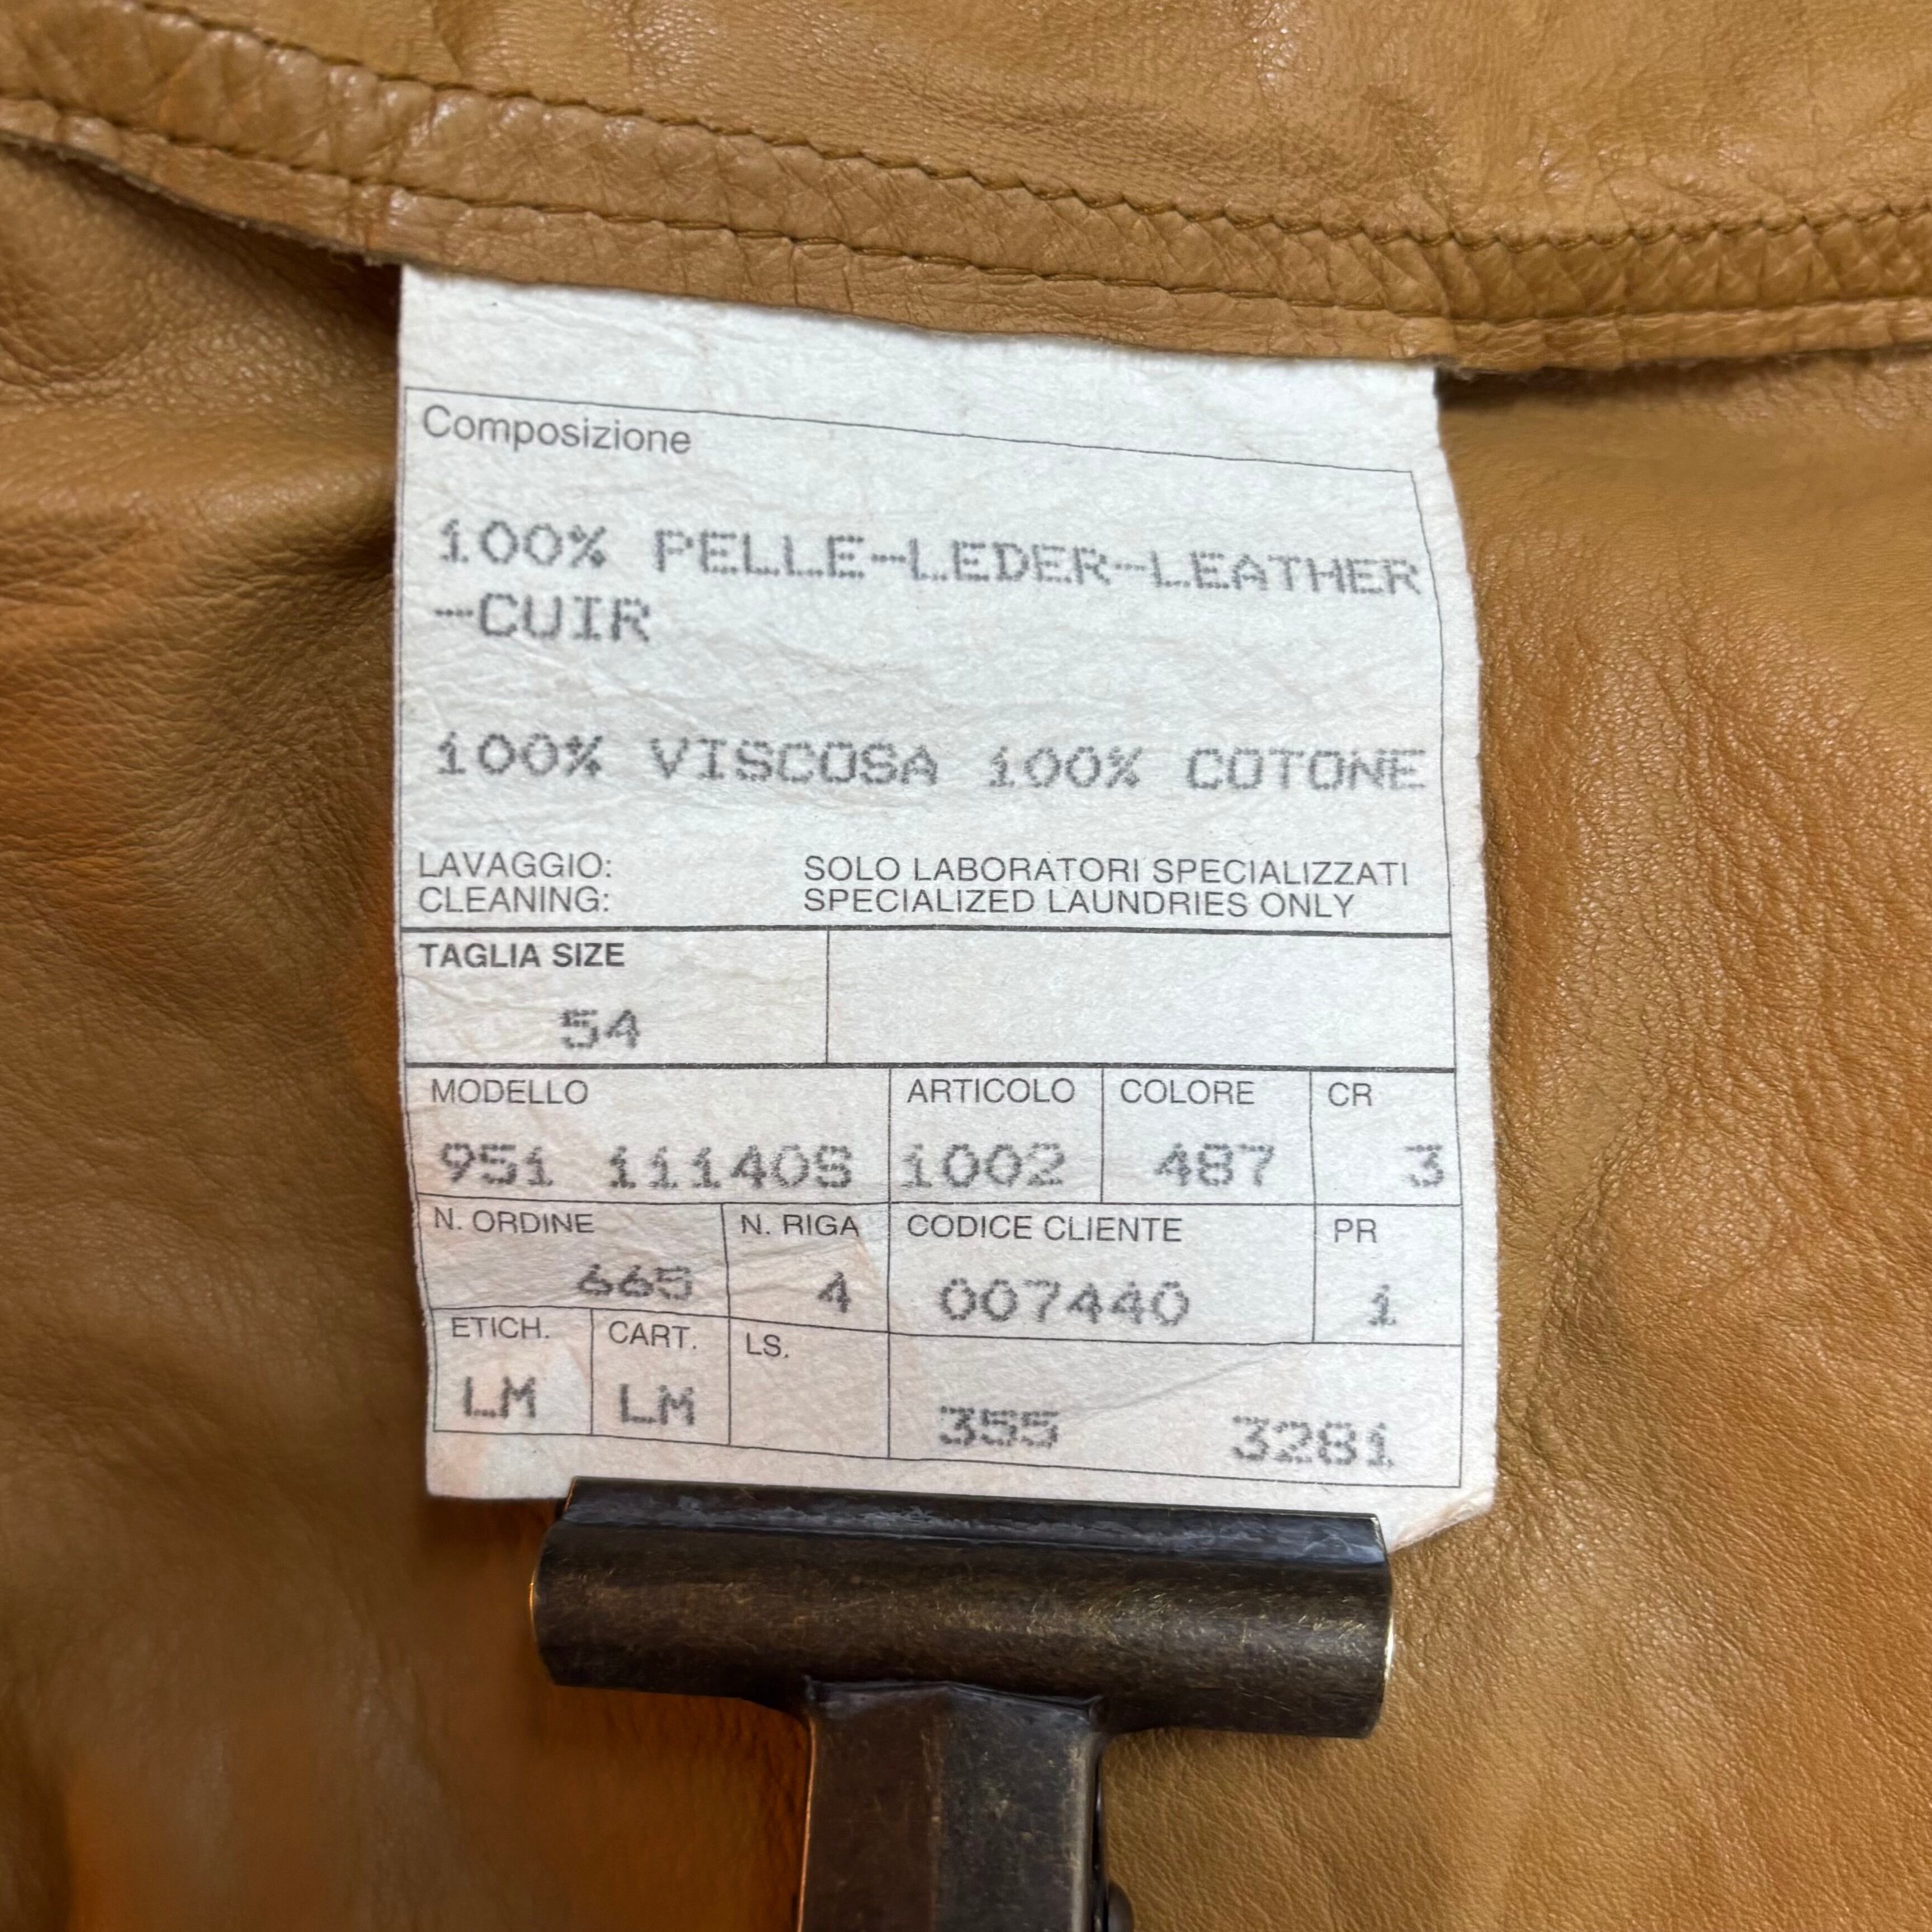 Composizione
100% PELLE-LEDER-LEATHER
-CUIR
100% VISCOSA 100% COTONE
LAVAGGIO: SOLO LABORATORI SPECIALIZZATI
CLEANING: SPECIALIZED LAUNDRIES ONLY
TAGLIA SIZE
54
MODELLO ARTICOLO COLORE CR
951 11140S 1002 487 3
N. ORDINE N. RIGA CODICE CLIENTE PR
665 4 007440 1
ETICH. CART. LS.
LM LM 355 3281